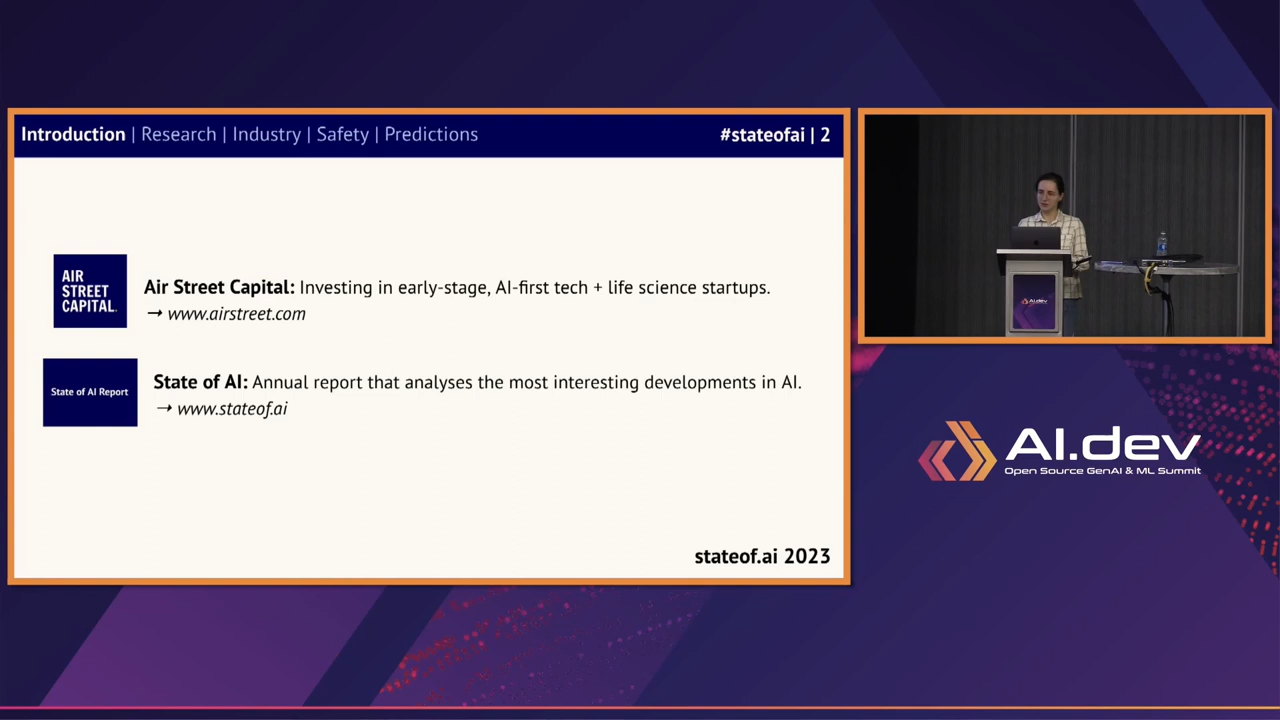 Introduction | Research | Industry | Safety | Predictions
#stateofai | 2
AIR
STREET
CAPITAL.
Air Street Capital: Investing in early-stage, AI-first tech + life science startups.
→ www.airstreet.com
State of AI Report
State of AI: Annual report that analyses the most interesting developments in AI.
→ www.stateof.ai
stateof.ai 2023
AI.dev
AI.dev
Open Source GenAI & ML Summit